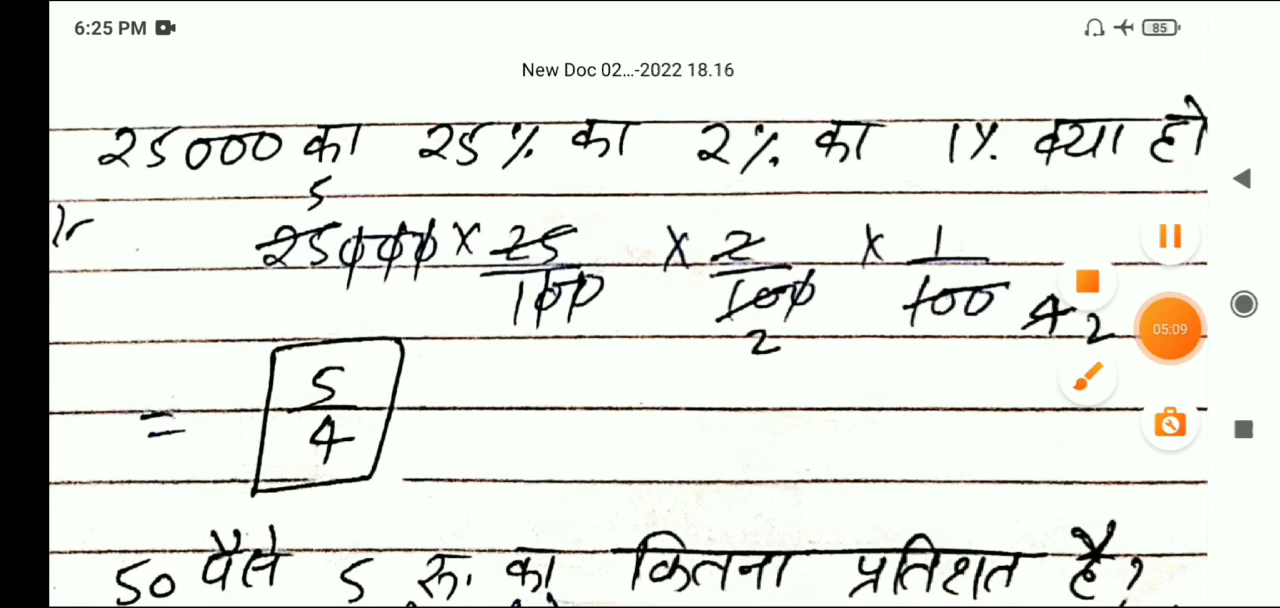 6:25 PM 85
New Doc 02...-2022 18.16
25000 का 25% का 2% का 1% क्या हो
5
25000 × 25/100 × 2/100 × 1/100 4 2
2
05:09
= 5/4
50 पैसे 5 रू. का कितना प्रतिशत है?